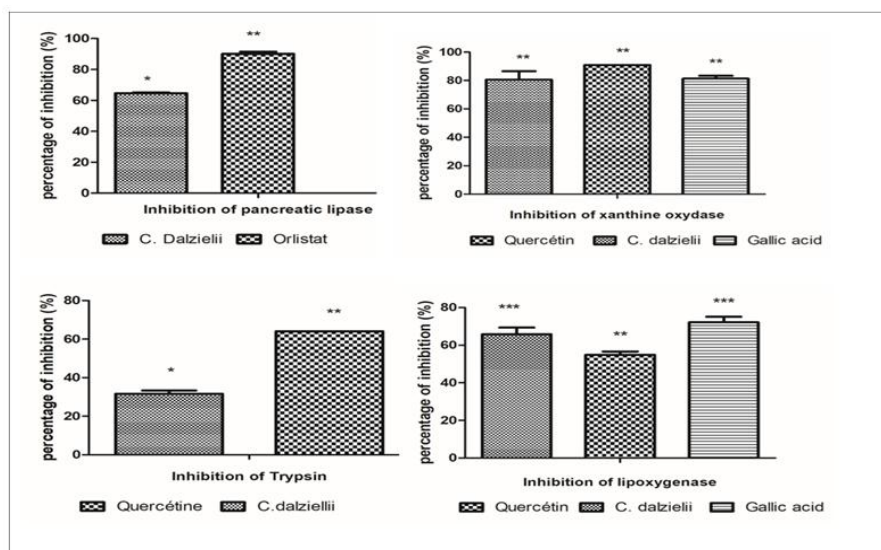 percentage of inhibition (%)
100
80
60
40
20
0
*
**
Inhibition of pancreatic lipase
C. Dalzielii Orlistat
percentage of inhibition (%)
100
80
60
40
20
0
**
**
**
Inhibition of xanthine oxydase
Quercétin C. dalzielii Gallic acid
percentage of inhibition (%)
80
60
40
20
0
*
**
Inhibition of Trypsin
Quercétine C.dalziellii
percentage of inhibition (%)
80
60
40
20
0
***
**
***
Inhibition of lipoxygenase
Quercétin C. dalzielii Gallic acid